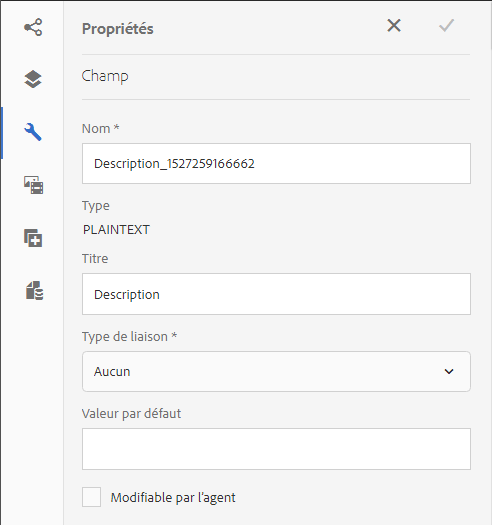 Propriétés
Champ
Nom *
Description_1527259166662
Type
PLAINTEXT
Titre
Description
Type de liaison *
Aucun
Valeur par défaut
Modifiable par l'agent